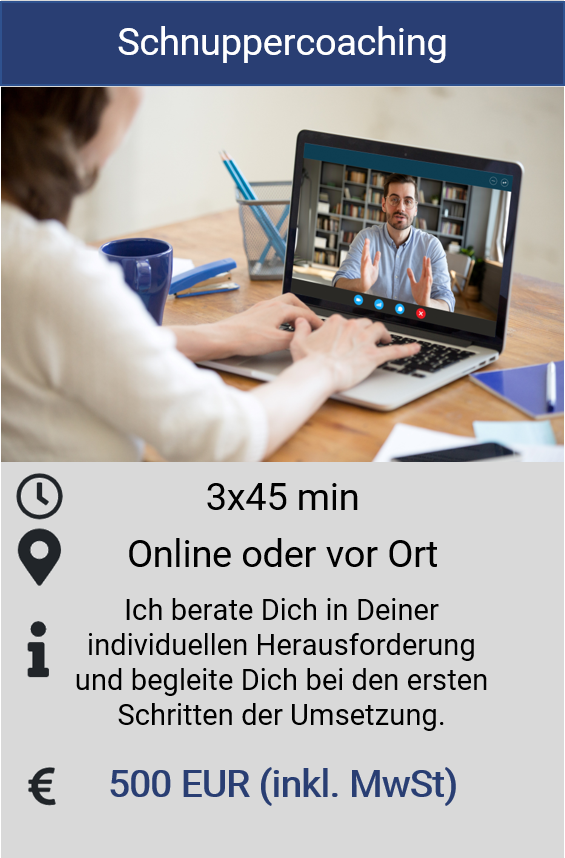 Schnuppercoaching
3x45 min
Online oder vor Ort
Ich berate Dich in Deiner
individuellen Herausforderung
und begleite Dich bei den ersten
Schritten der Umsetzung.
500 EUR (inkl. MwSt)